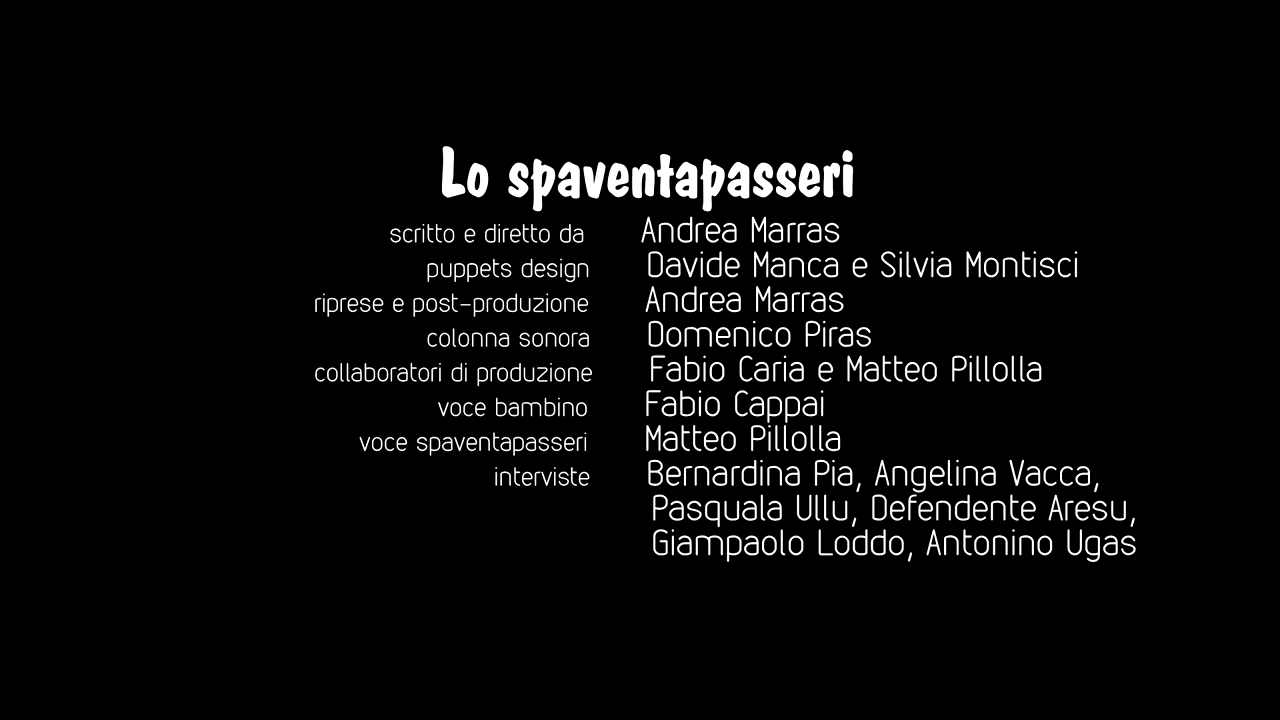 Lo spaventapasseri
scritto e diretto da Andrea Marras
puppets design Davide Manca e Silvia Montisci
riprese e post-produzione Andrea Marras
colonna sonora Domenico Piras
collaboratori di produzione Fabio Caria e Matteo Pillolla
voce bambino Fabio Cappai
voce spaventapasseri Matteo Pillolla
interviste Bernardina Pia, Angelina Vacca,
Pasquala Ullu, Defendente Aresu,
Giampaolo Loddo, Antonino Ugas